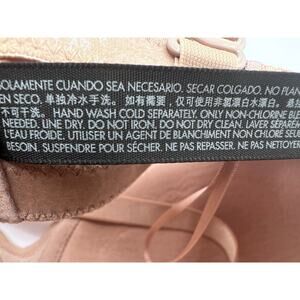 SOLAMENTE CUANDO SEA NECESARIO. SECAR COLGADO. NO PLAN
EN SECO. 单独冷水手洗。如有需要，仅可使用非氯漂白水漂白。
不可干洗。 HAND WASH COLD SEPARATELY. ONLY NON-CHLORINE BLE
NEEDED. LINE DRY. DO NOT IRON. DO NOT DRY CLEAN. LAVER SÉPAREM
L'EAU FROIDE. UTILISER UN AGENT DE BLANCHIMENT NON CHLORÉ SEUL
BESOIN. SUSPENDRE POUR SÉCHER. NE PAS REPASSER. NE PAS NETTOYER